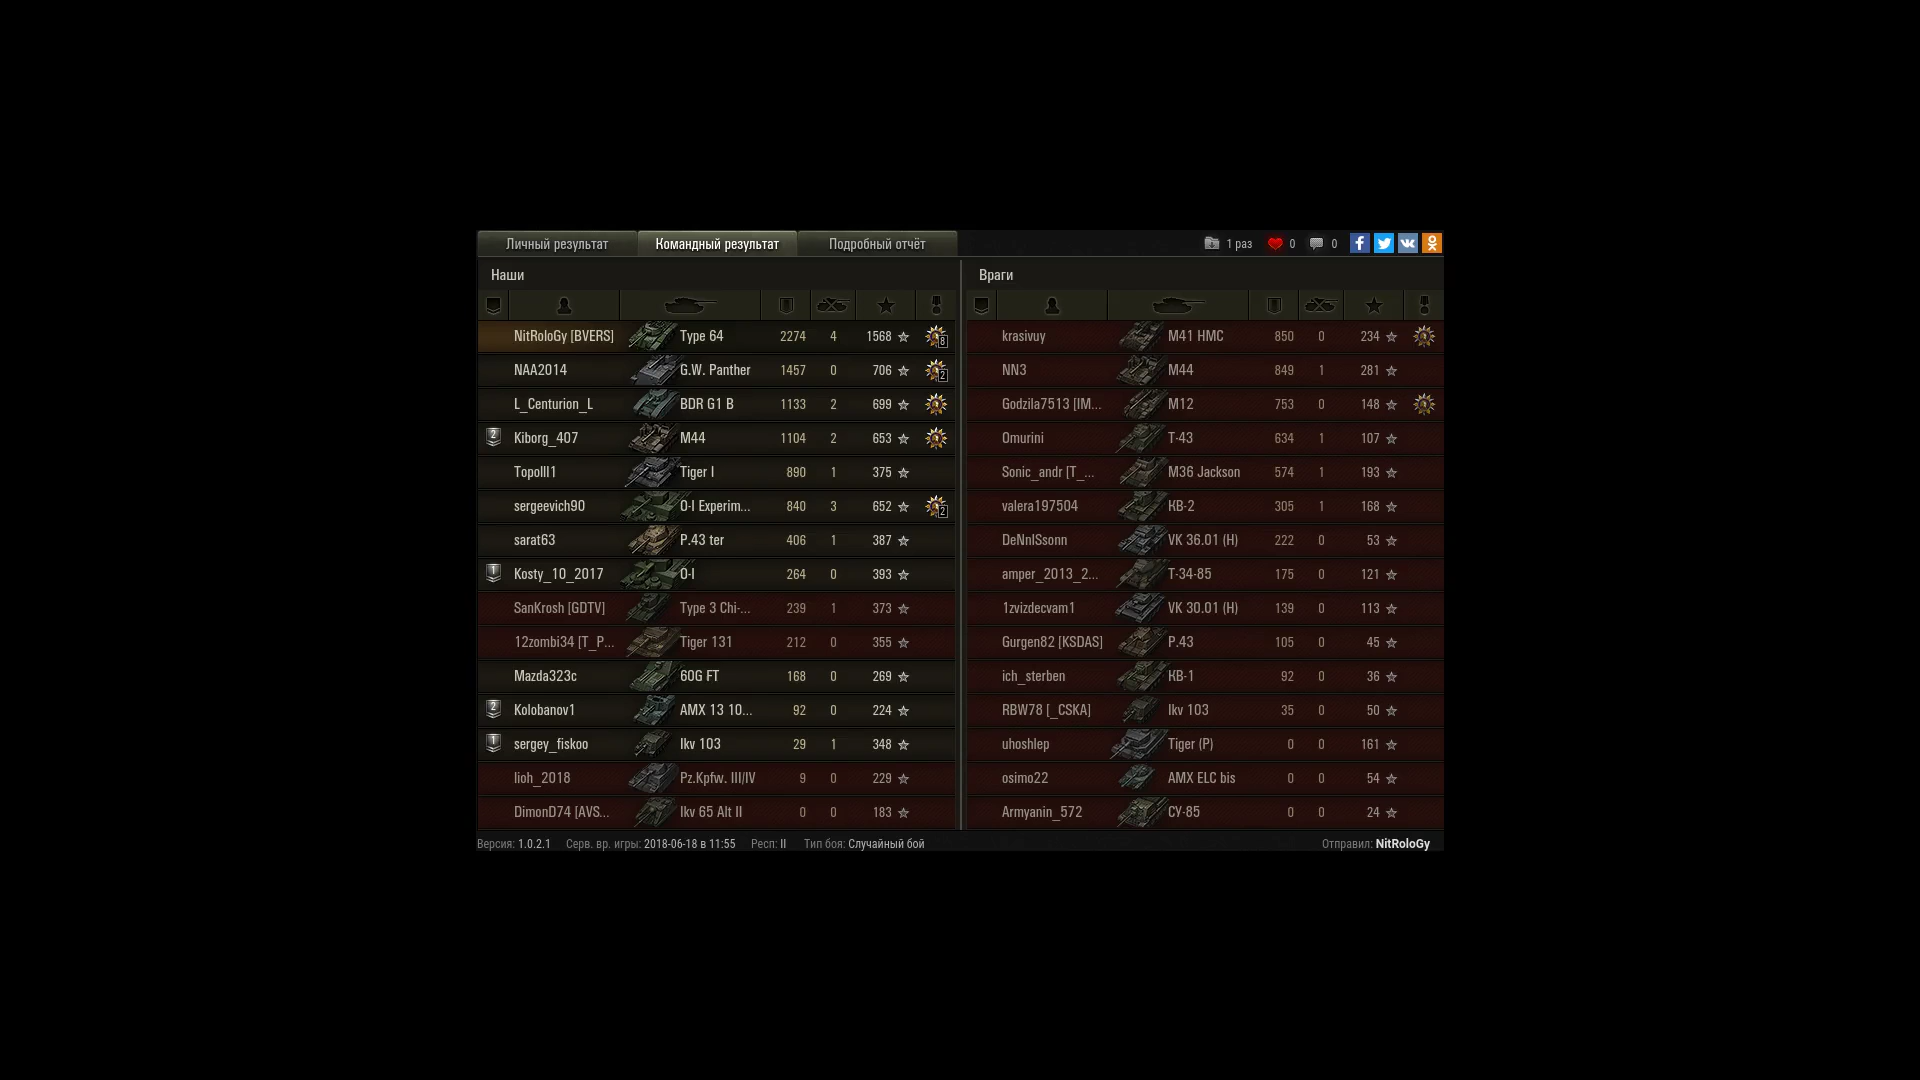 Личный результат Командный результат Подробный отчёт 1 раз 0 0
Наши Враги
NitRoloGy [BVERS] Type 64 2274 4 1568 8 krasivuy M41 HMC 850 0 234
NAA2014 G.W. Panther 1457 0 706 2 NN3 M44 849 1 281
L_Centurion_L BDR G1 B 1133 2 699 Godzila7513 [IM... M12 753 0 148
2 Kiborg_407 M44 1104 2 653 Omurini T-43 634 1 107
Topolll1 Tiger I 890 1 375 Sonic_andr [T_... M36 Jackson 574 1 193
sergeevich90 O-I Experim... 840 3 652 2 valera197504 КВ-2 305 1 168
sarat63 P.43 ter 406 1 387 DeNnISsonn VK 36.01 (H) 222 0 53
1 Kosty_10_2017 O-I 264 0 393 amper_2013_2... Т-34-85 175 0 121
SanKrosh [GDTV] Type 3 Chi-... 239 1 373 1zvizdecvam1 VK 30.01 (H) 139 0 113
12zombi34 [T_P... Tiger 131 212 0 355 Gurgen82 [KSDAS] P.43 105 0 45
Mazda323c 60G FT 168 0 269 ich_sterben КВ-1 92 0 36
2 Kolobanov1 AMX 13 10... 92 0 224 RBW78 [_CSKA] Ikv 103 35 0 50
1 sergey_fiskoo Ikv 103 29 1 348 uhoshlep Tiger (P) 0 0 161
lioh_2018 Pz.Kpfw. III/IV 9 0 229 osimo22 AMX ELC bis 0 0 54
DimonD74 [AVS... Ikv 65 Alt II 0 0 183 Armyanin_572 СУ-85 0 0 24
Версия: 1.0.2.1 Серв. вр. игры: 2018-06-18 в 11:55 Респ: II Тип боя: Случайный бой Отправил: NitRoloGy